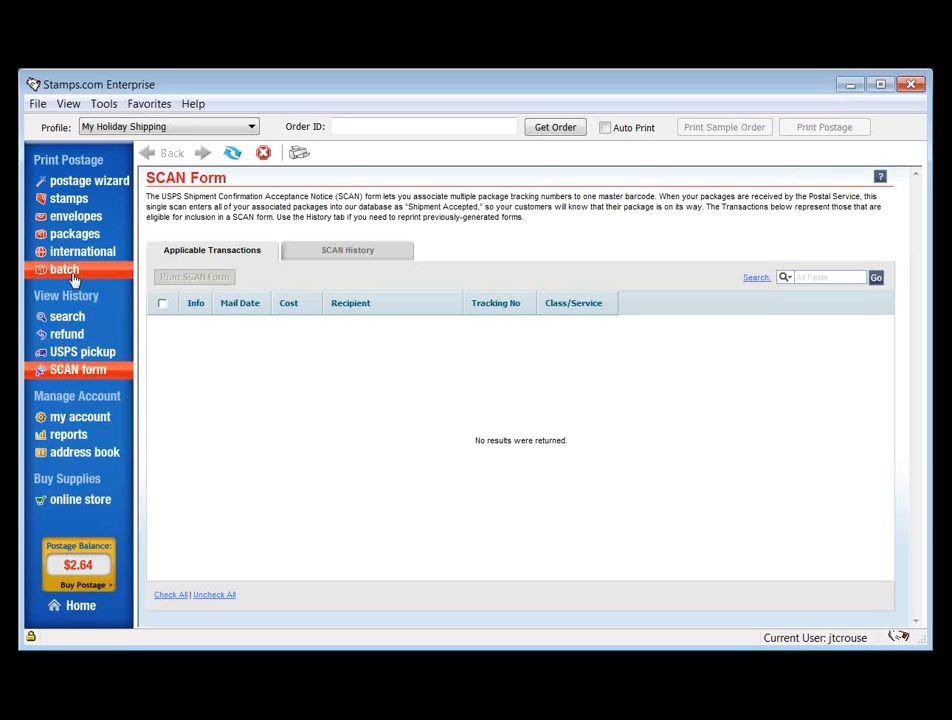 Stamps.com Enterprise
File View Tools Favorites Help
Profile: My Holiday Shipping Order ID: Get Order Auto Print Print Sample Order Print Postage
Back
Print Postage
postage wizard
stamps
envelopes
packages
international
batch
View History
search
refund
USPS pickup
SCAN form
Manage Account
my account
reports
address book
Buy Supplies
online store
Postage Balance:
$2.64
Buy Postage >
Home
SCAN Form
?
The USPS Shipment Confirmation Acceptance Notice (SCAN) form lets you associate multiple package tracking numbers to one master barcode. When your packages are received by the Postal Service, this
single scan enters all of your associated packages into our database as "Shipment Accepted," so your customers will know that their package is on its way. The Transactions below represent those that are
eligible for inclusion in a SCAN form. Use the History tab if you need to reprint previously-generated forms.
Applicable Transactions SCAN History
Print SCAN Form Search: All Fields Go
Info Mail Date Cost Recipient Tracking No Class/Service
No results were returned.
Check All | Uncheck All
Current User: jtcrouse